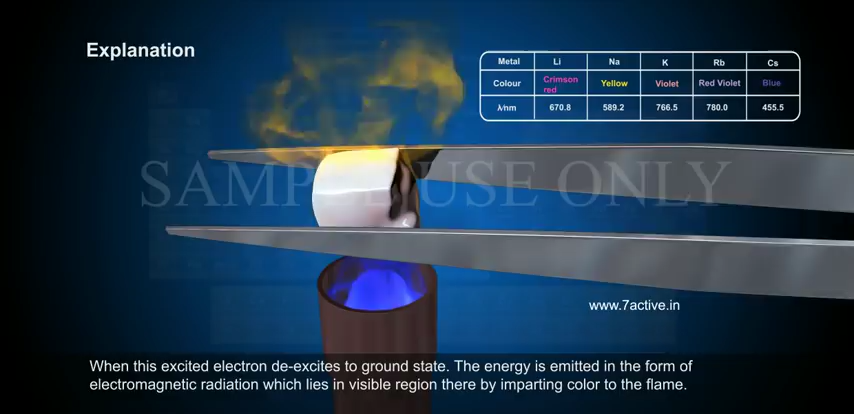 Explanation
Metal Li Na K Rb Cs
Colour Crimson red Yellow Violet Red Violet Blue
λ/nm 670.8 589.2 766.5 780.0 455.5
SAMPLE USE ONLY
www.7active.in
When this excited electron de-excites to ground state. The energy is emitted in the form of
electromagnetic radiation which lies in visible region there by imparting color to the flame.